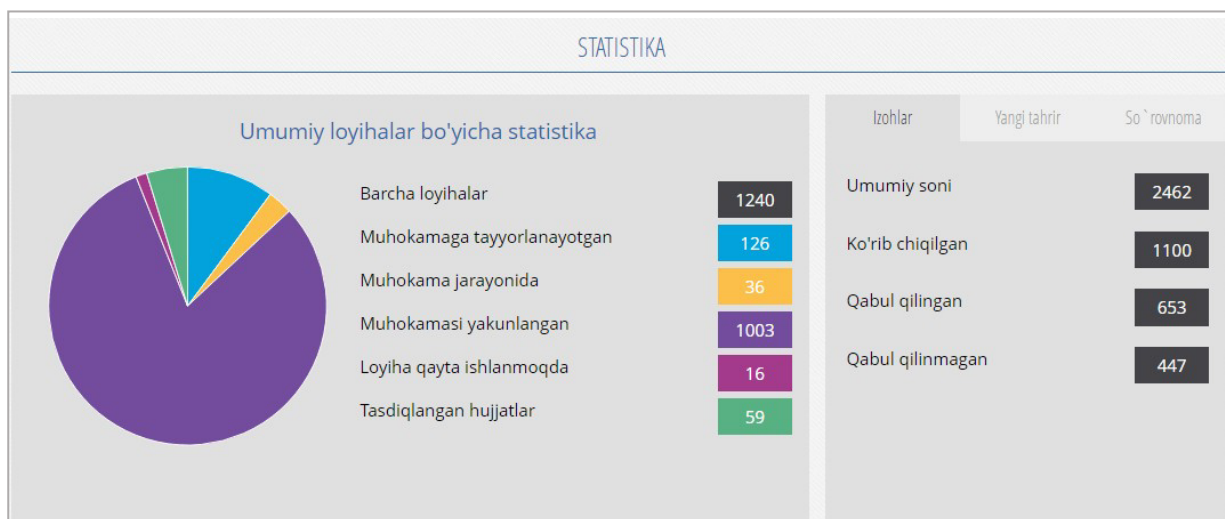 STATISTIKA
Umumiy loyihalar bo'yicha statistika
Barcha loyihalar 1240
Muhokamaga tayyorlanayotgan 126
Muhokama jarayonida 36
Muhokamasi yakunlangan 1003
Loyiha qayta ishlanmoqda 16
Tasdiqlangan hujjatlar 59
Izohlar Yangi tahrir So`rovnoma
Umumiy soni 2462
Ko'rib chiqilgan 1100
Qabul qilingan 653
Qabul qilinmagan 447